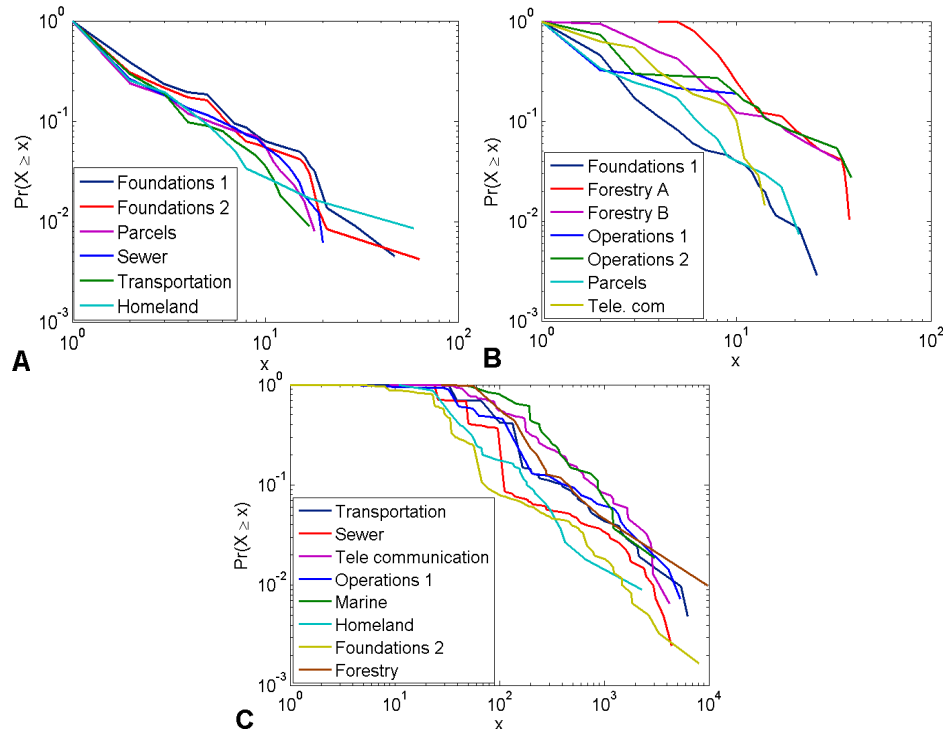 10^0
10^-1
10^-2
10^-3
Pr(X ≥ x)
Foundations 1
Foundations 2
Parcels
Sewer
Transportation
Homeland
10^0
10^1
10^2
x
A
10^0
10^-1
10^-2
10^-3
Pr(X ≥ x)
Foundations 1
Forestry A
Forestry B
Operations 1
Operations 2
Parcels
Tele. com
10^0
10^1
10^2
x
B
10^0
10^-1
10^-2
10^-3
Pr(X ≥ x)
Transportation
Sewer
Tele communication
Operations 1
Marine
Homeland
Foundations 2
Forestry
10^0
10^1
10^2
10^3
10^4
x
C